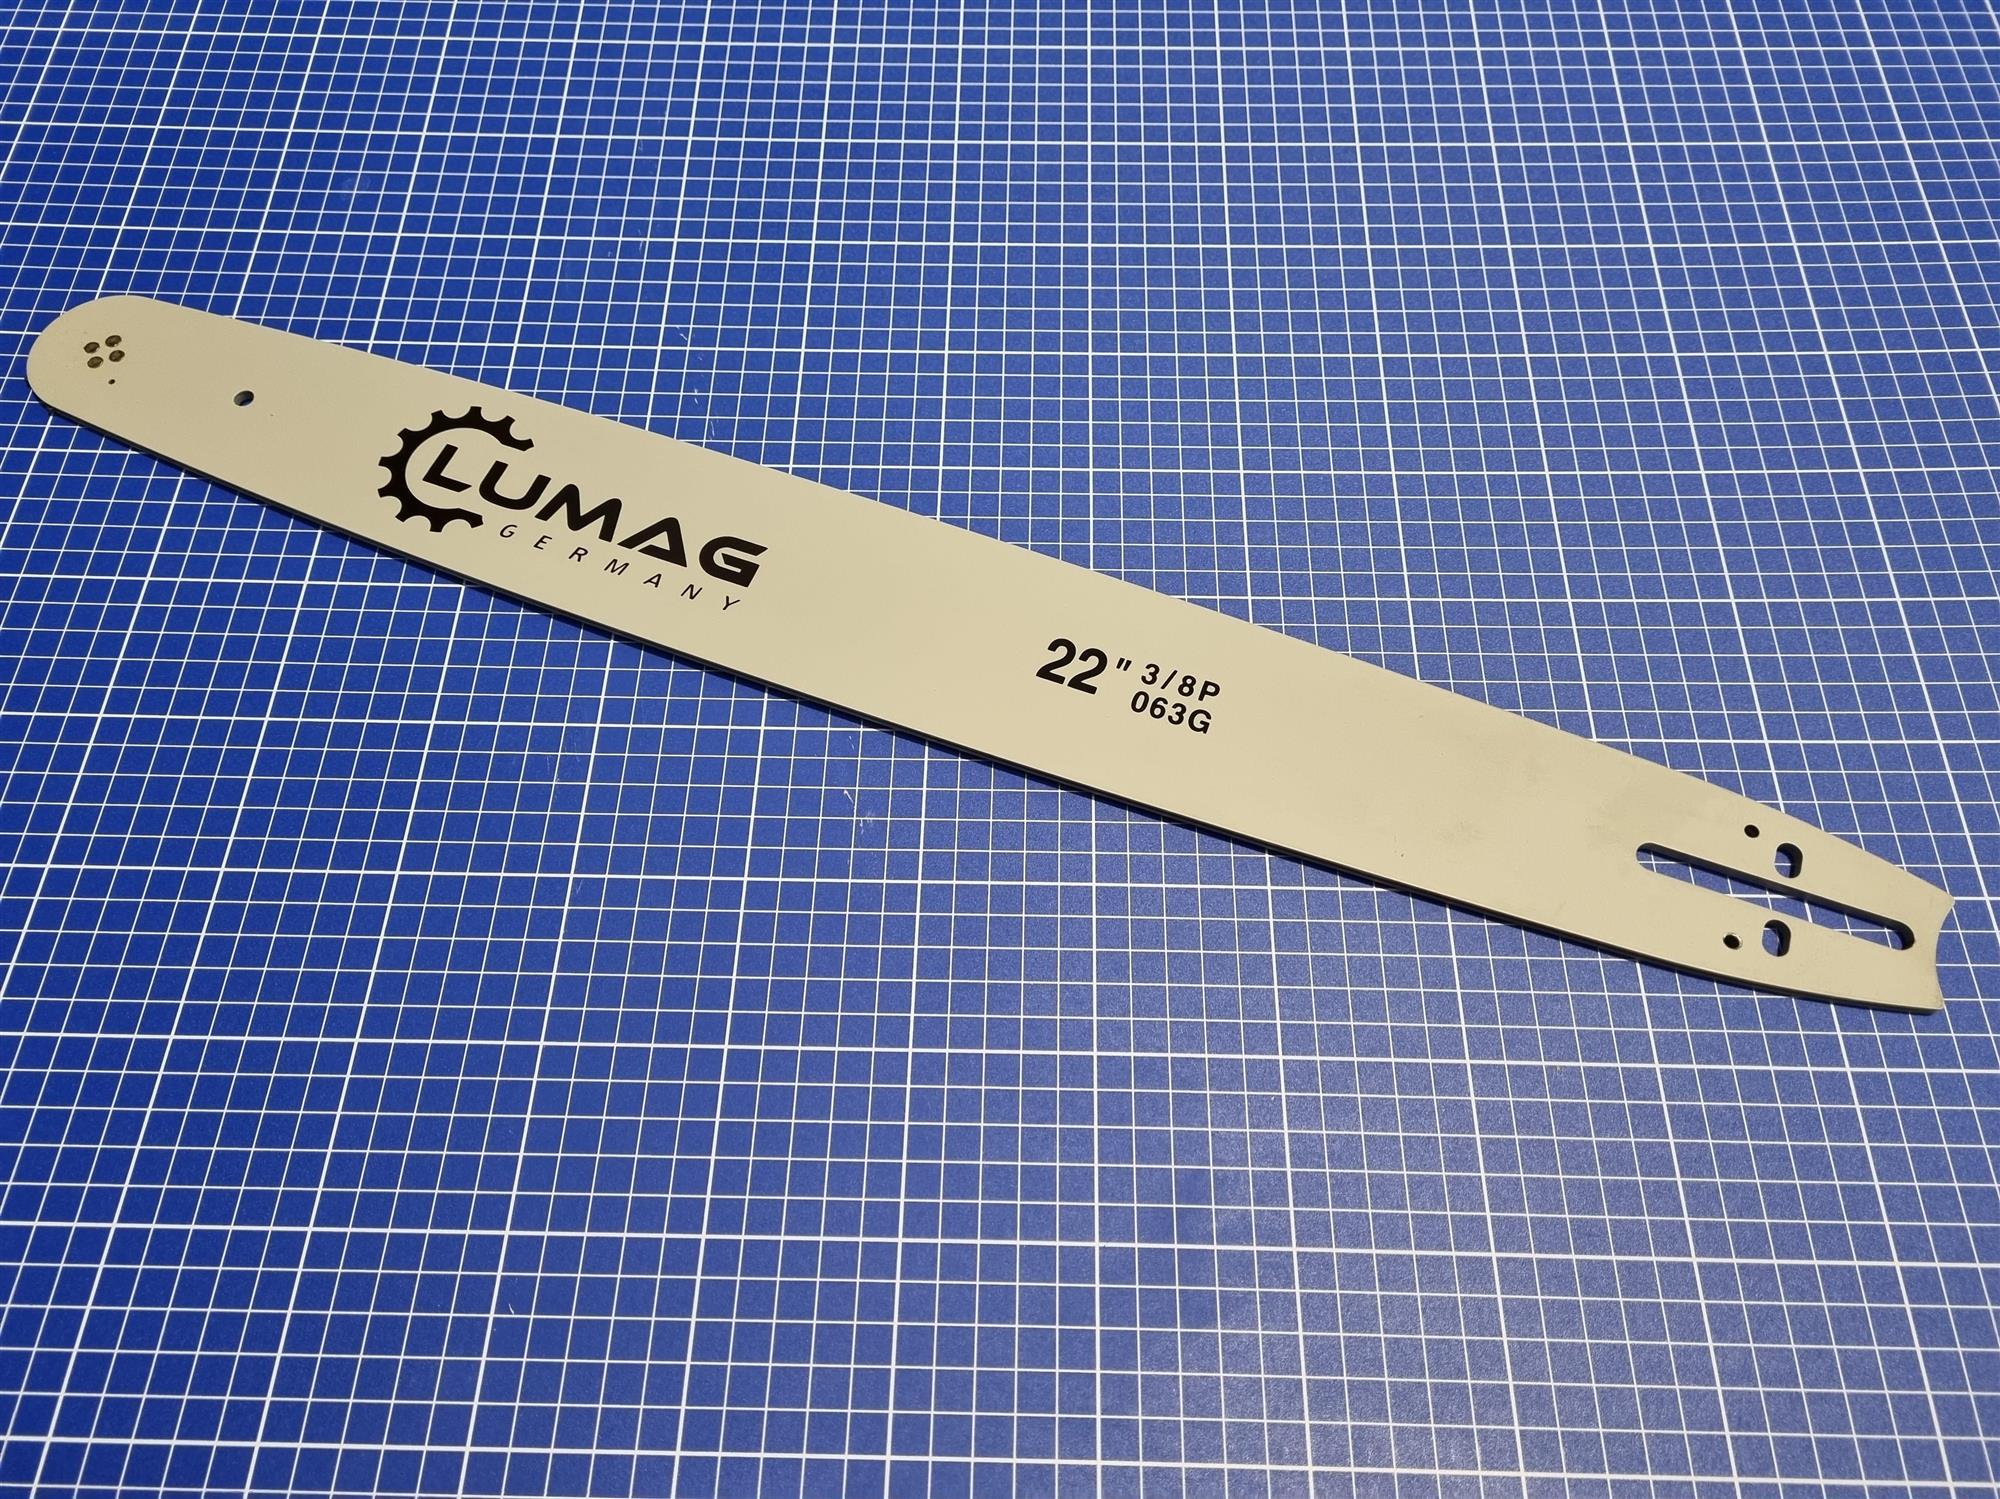 LUMAG
GERMANY
22" 3/8P
063G